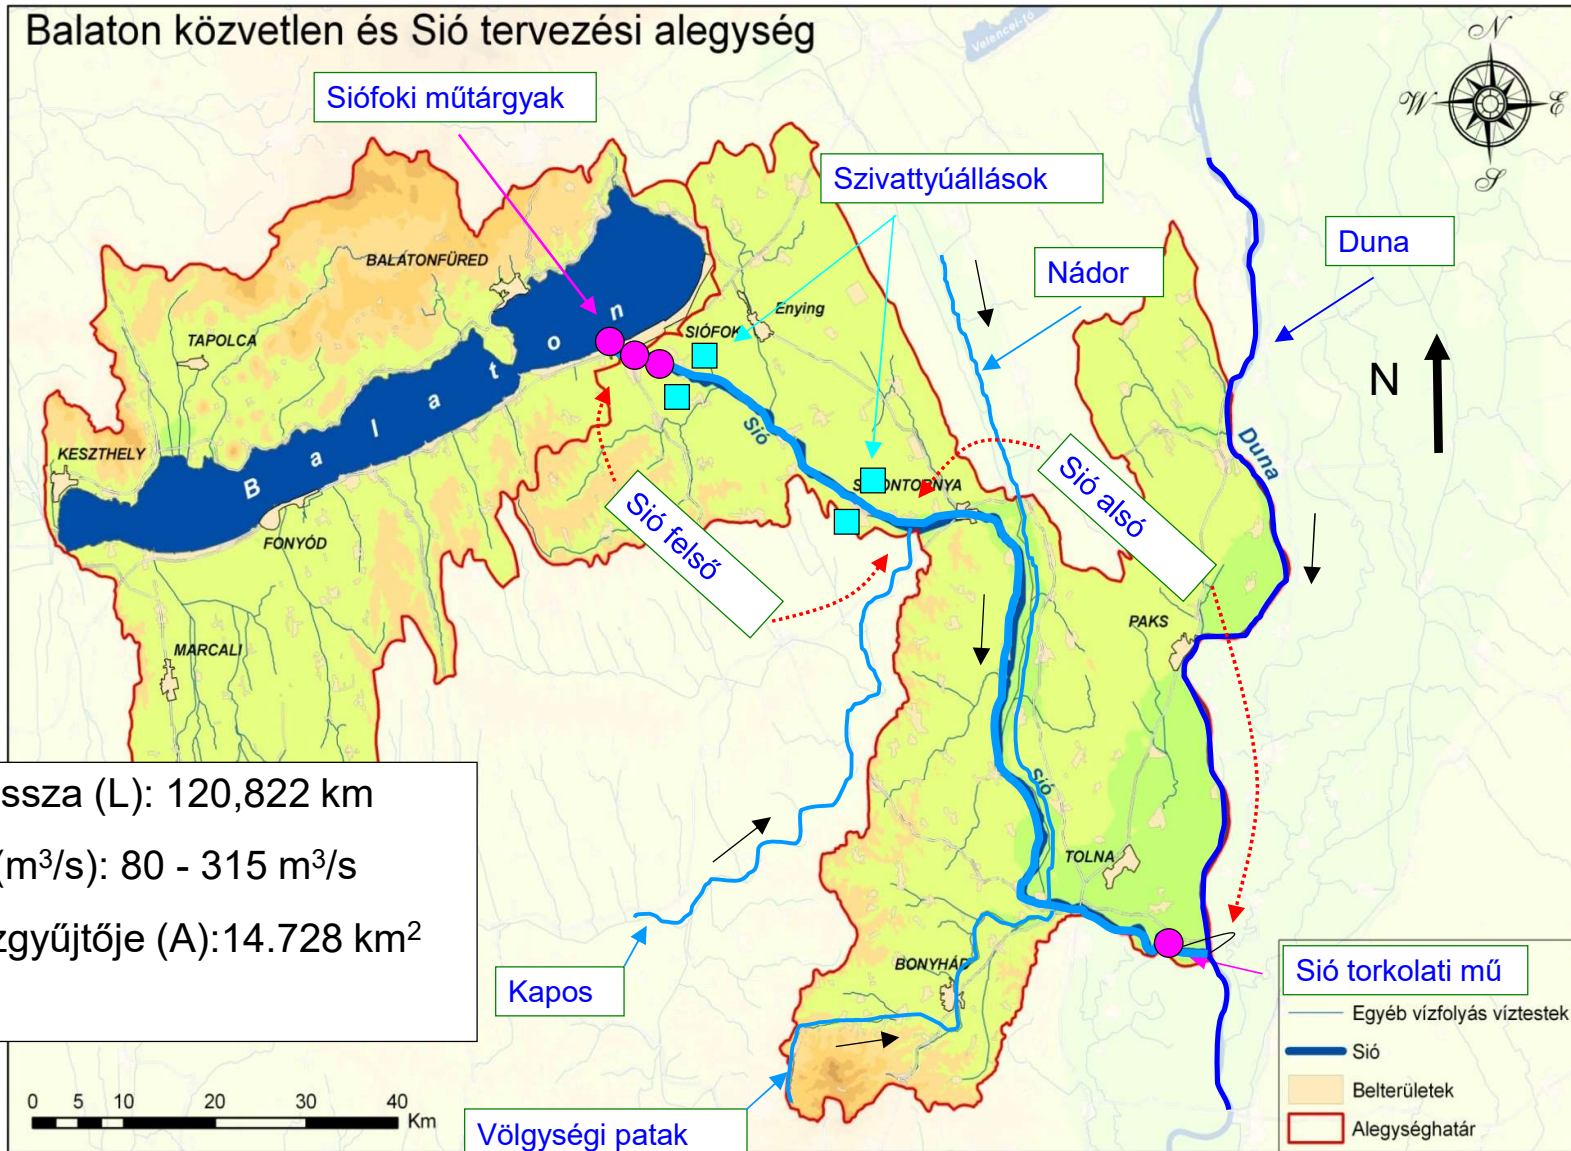 Balaton közvetlen és Sió tervezési alegység
Velencei-tó
N
W
E
S
Siófoki műtárgyak
Szivattyúállások
Duna
Nádor
BALATONFÜRED
Enying
TAPOLCA
SIÓFOK
N
KESZTHELY
Balaton
Sió
Duna
Sió alsó
FONYÓD
Sió felső
PAKS
MARCALI
Sió
ssza (L): 120,822 km
(m³/s): 80 - 315 m³/s
zgyűjtője (A):14.728 km²
TOLNA
BONYHÁD
Kapos
Sió torkolati mű
Egyéb vízfolyás víztestek
Sió
Belterületek
Alegységhatár
0 5 10 20 30 40
Km
Völgységi patak